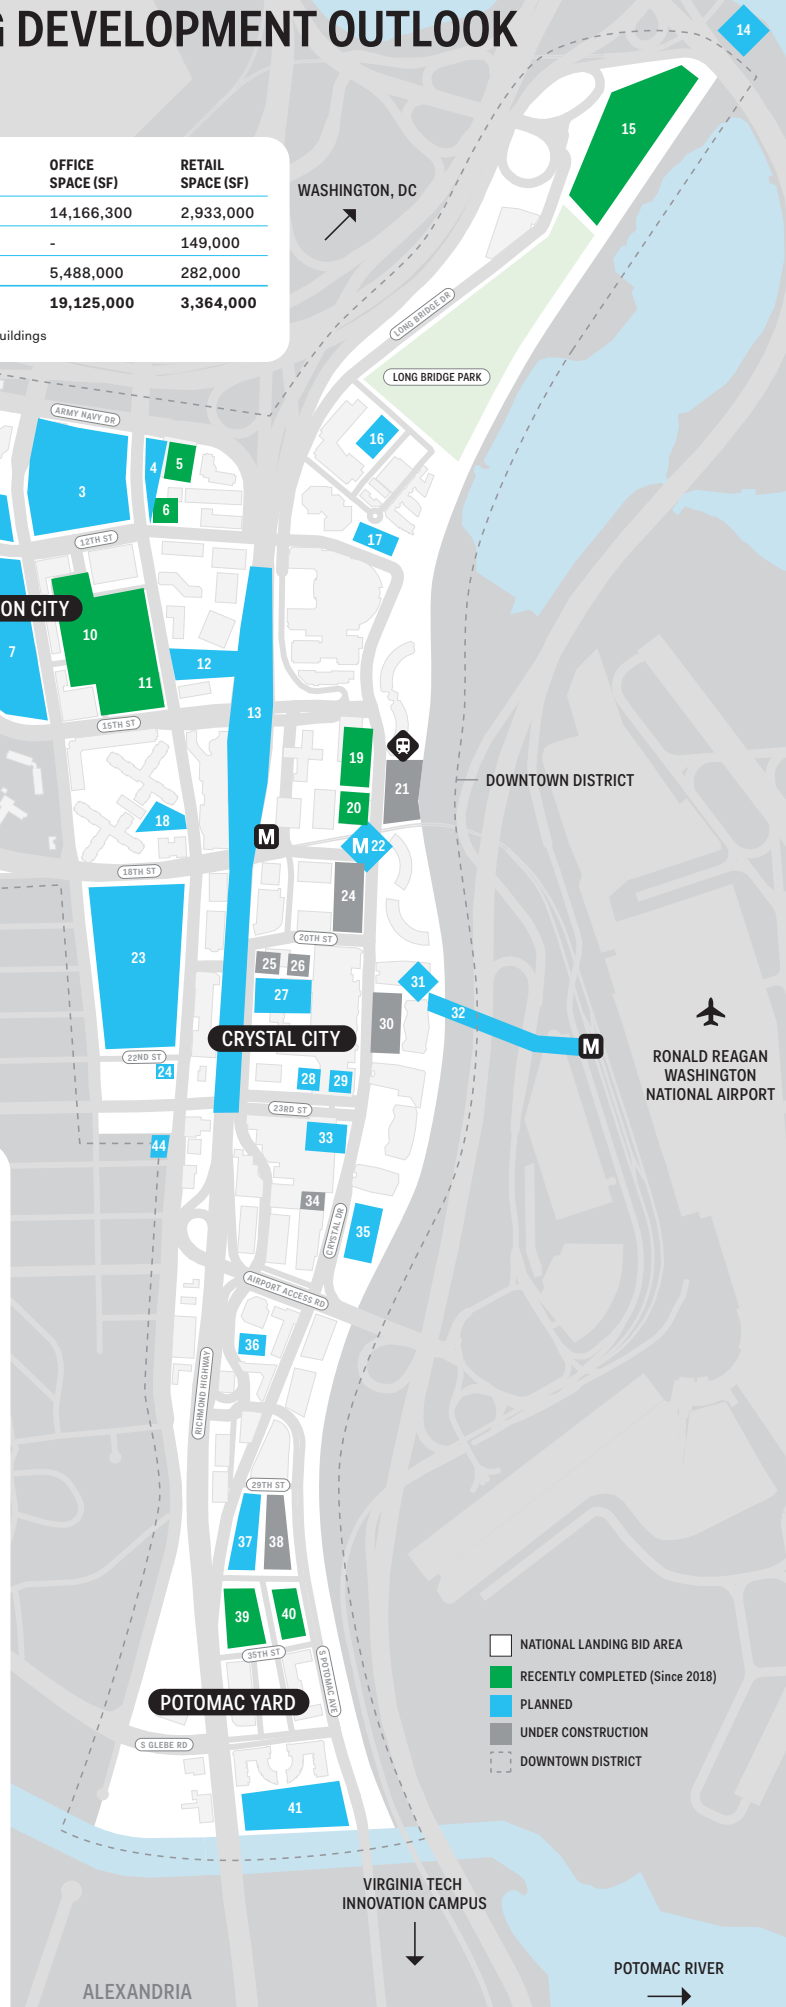 G DEVELOPMENT OUTLOOK
14
15
OFFICE
SPACE (SF)
RETAIL
SPACE (SF)
14,166,300
2,933,000
-
149,000
5,488,000
282,000
19,125,000
3,364,000
uildings
WASHINGTON, DC
LONG BRIDGE DR
LONG BRIDGE PARK
ARMY NAVY DR
16
3
4
5
6
12TH ST
17
ON CITY
7
10
11
12
13
15TH ST
19
20
21
DOWNTOWN DISTRICT
18
M
M 22
18TH ST
24
23
20TH ST
25
26
27
31
30
32
M
CRYSTAL CITY
RONALD REAGAN
WASHINGTON
NATIONAL AIRPORT
22ND ST
24
28
29
23RD ST
33
44
34
CRYSTAL DR
35
AIRPORT ACCESS RD
36
RICHMOND HIGHWAY
29TH ST
37
38
39
40
35TH ST
S POTOMAC AVE
POTOMAC YARD
S GLEBE RD
41
NATIONAL LANDING BID AREA
RECENTLY COMPLETED (Since 2018)
PLANNED
UNDER CONSTRUCTION
DOWNTOWN DISTRICT
VIRGINIA TECH
INNOVATION CAMPUS
POTOMAC RIVER
ALEXANDRIA